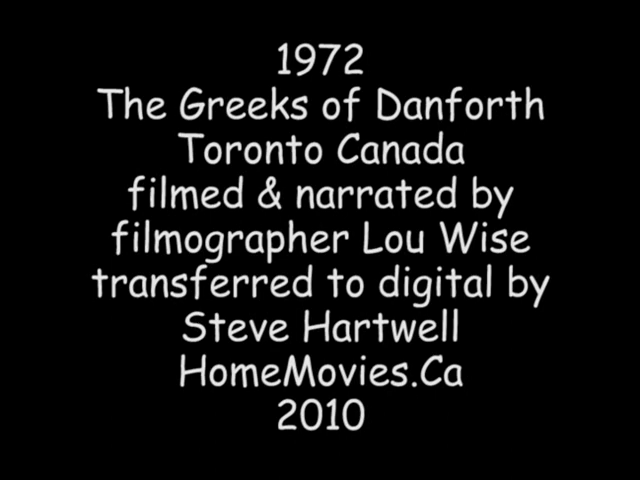 1972
The Greeks of Danforth
Toronto Canada
filmed & narrated by
filmographer Lou Wise
transferred to digital by
Steve Hartwell
HomeMovies.Ca
2010